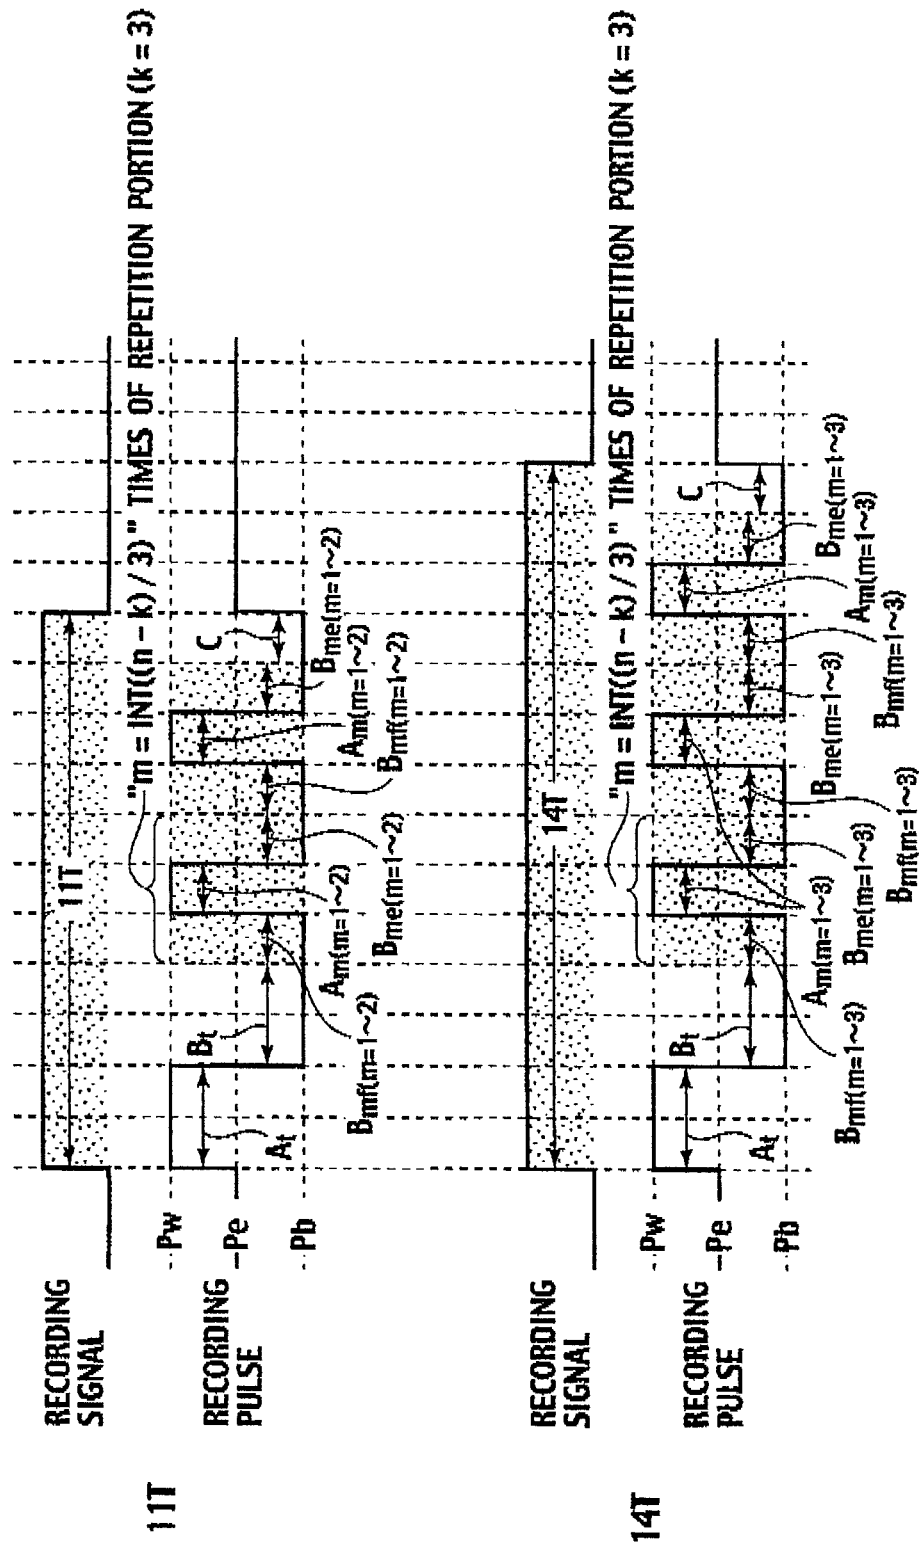 11T
RECORDING
SIGNAL
11T
"m = INT((n - k) / 3)" TIMES OF REPETITION PORTION (k = 3)
RECORDING
PULSE
Pw
Pe
Pb
At
Bt
Bmf(m=1~2)
Am(m=1~2)
Bme(m=1~2)
Bmf(m=1~2)
Am(m=1~2)
Bme(m=1~2)
C
14T
RECORDING
SIGNAL
14T
"m = INT((n - k) / 3)" TIMES OF REPETITION PORTION (k = 3)
RECORDING
PULSE
Pw
Pe
Pb
At
Bt
Bmf(m=1~3)
Am(m=1~3)
Bme(m=1~3)
Bmf(m=1~3)
Bme(m=1~3)
Bmf(m=1~3)
Am(m=1~3)
Bme(m=1~3)
C